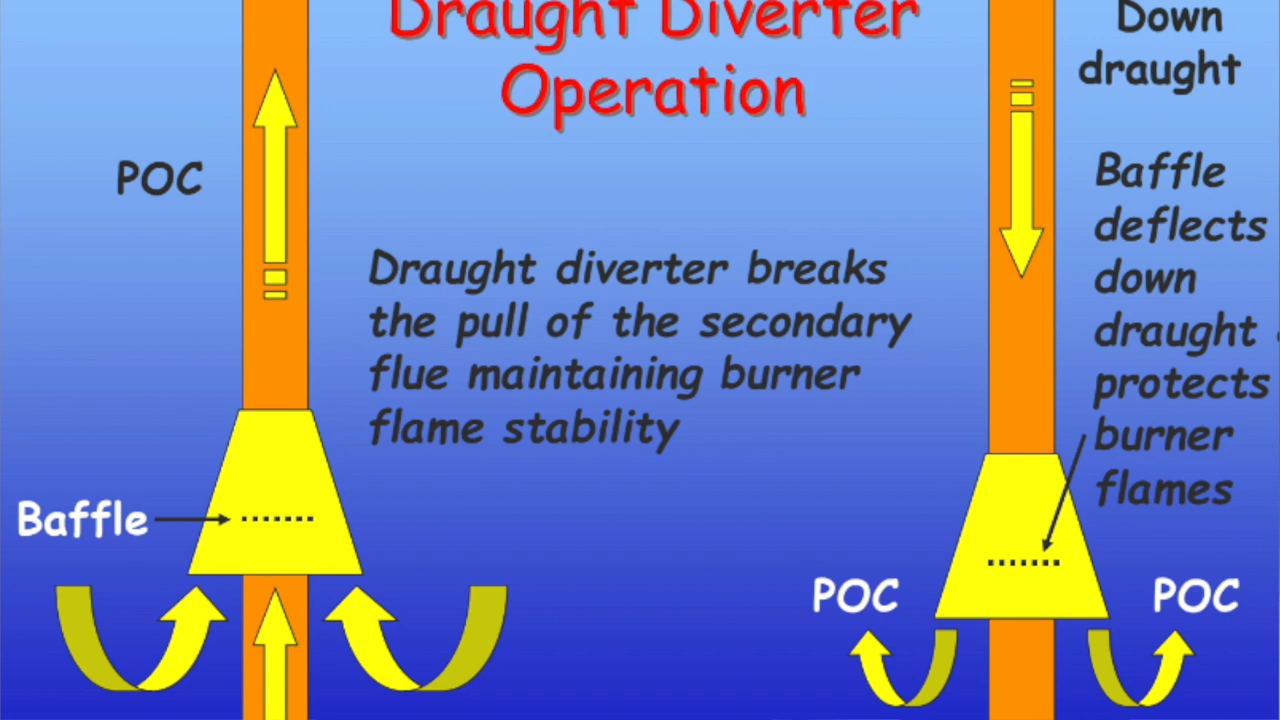 Draught Diverter
Operation
POC
Draught diverter breaks
the pull of the secondary
flue maintaining burner
flame stability
Baffle
Down
draught
Baffle
deflects
down
draught
protects
burner
flames
POC
POC